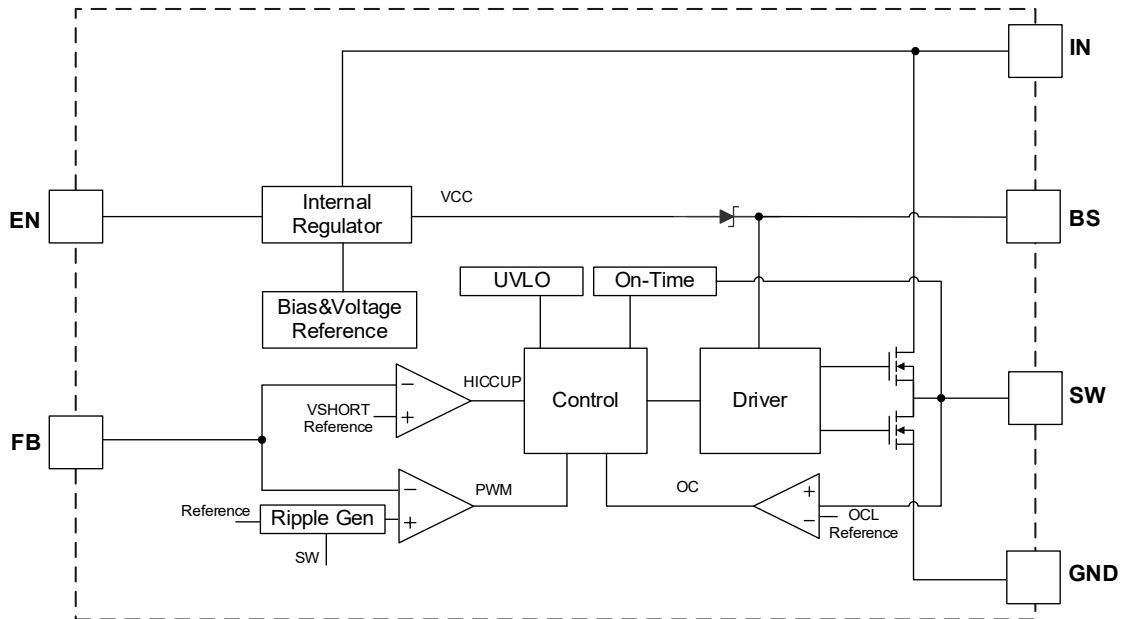 IN
VCC
Internal
Regulator
EN
BS
UVLO
On-Time
Bias&Voltage
Reference
HICCUP
−
VSHORT
Reference
+
Control
Driver
SW
FB
PWM
OC
−
+
Reference
Ripple Gen
SW
+
−
OCL
Reference
GND